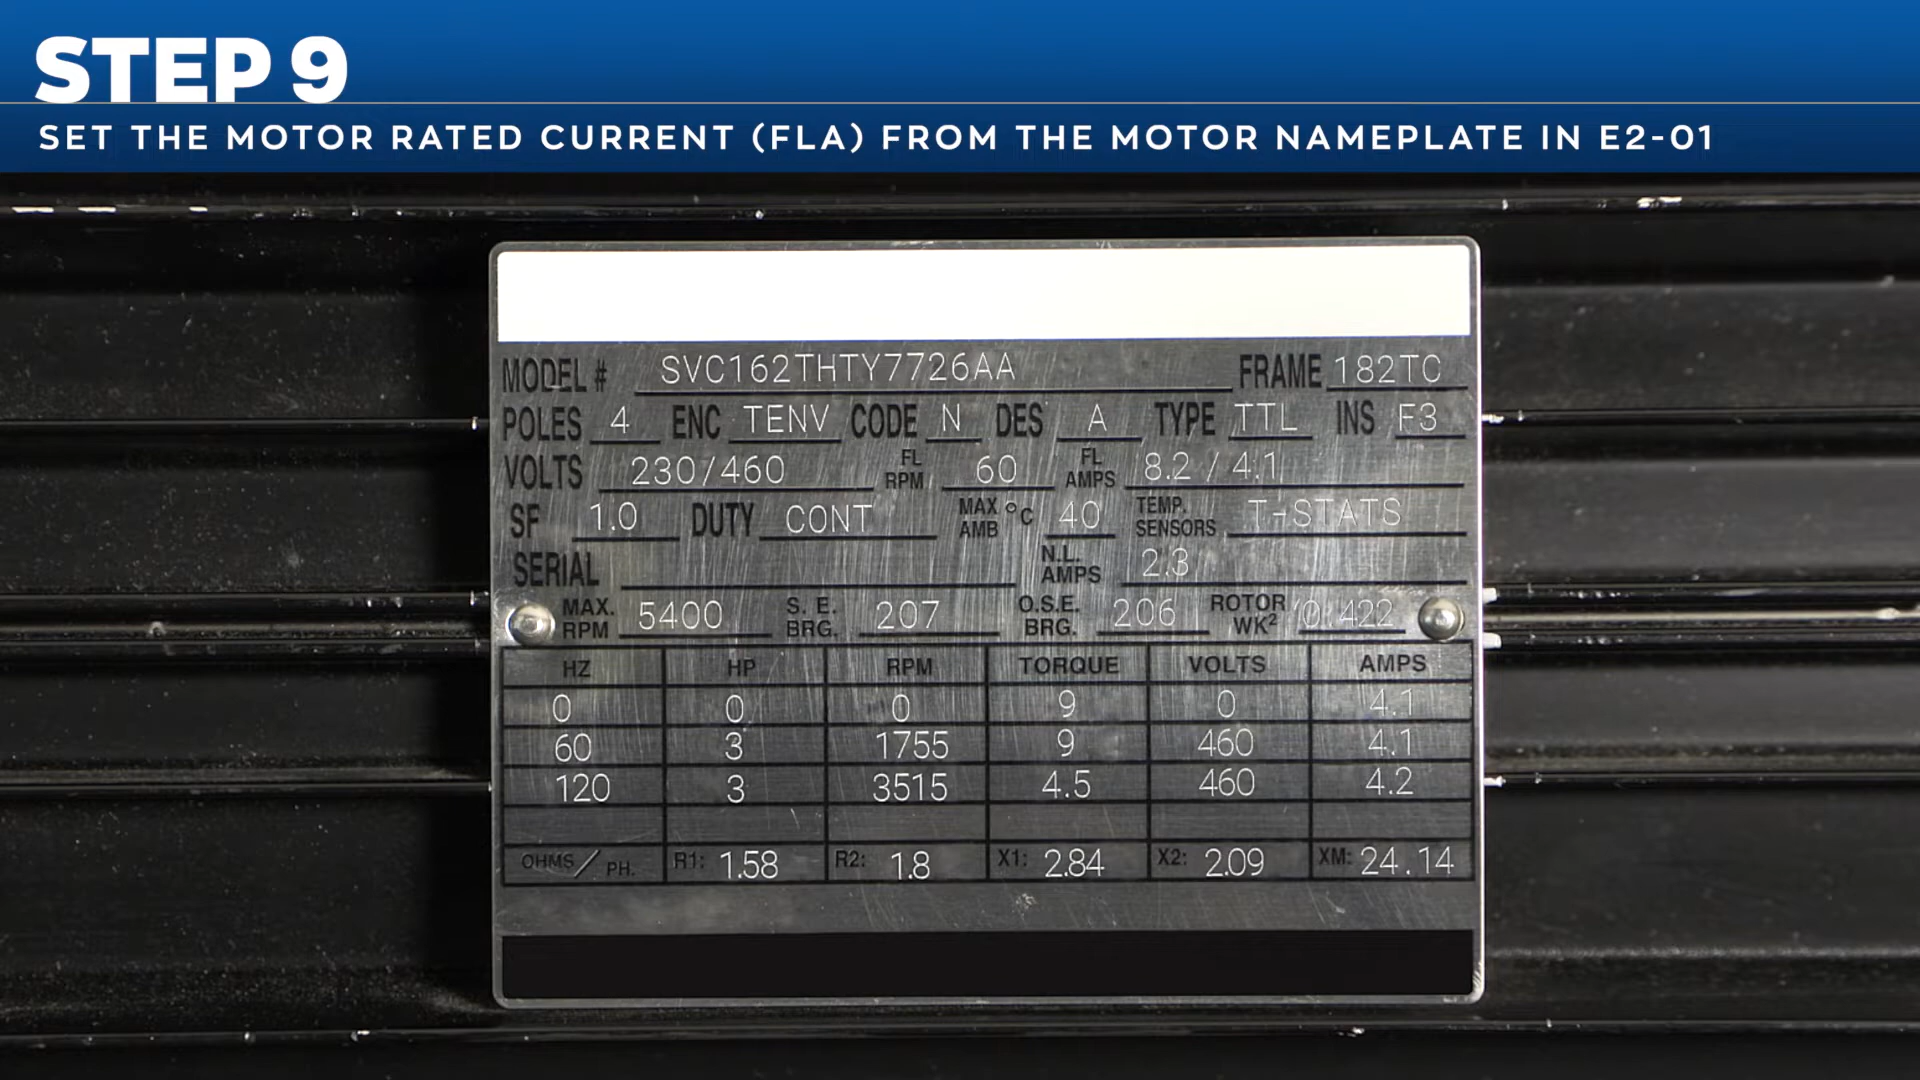 STEP 9
SET THE MOTOR RATED CURRENT (FLA) FROM THE MOTOR NAMEPLATE IN E2-01
MODEL # SVC162THTY7726AA FRAME 182TC
POLES 4 ENC TENV CODE N DES A TYPE TTL INS F3
VOLTS 230/460 FL RPM 60 FL AMPS 8.2 / 4.1
SF 1.0 DUTY CONT MAX AMB °C 40 TEMP. SENSORS T-STATS
SERIAL N.L. AMPS 2.3
MAX. RPM 5400 S. E. BRG. 207 O.S.E. BRG. 206 ROTOR WK² 0.422
HZ HP RPM TORQUE VOLTS AMPS
0 0 0 9 0 4.1
60 3 1755 9 460 4.1
120 3 3515 4.5 460 4.2
OHMS/PH. R1: 1.58 R2: 1.8 X1: 2.84 X2: 2.09 XM: 24.14